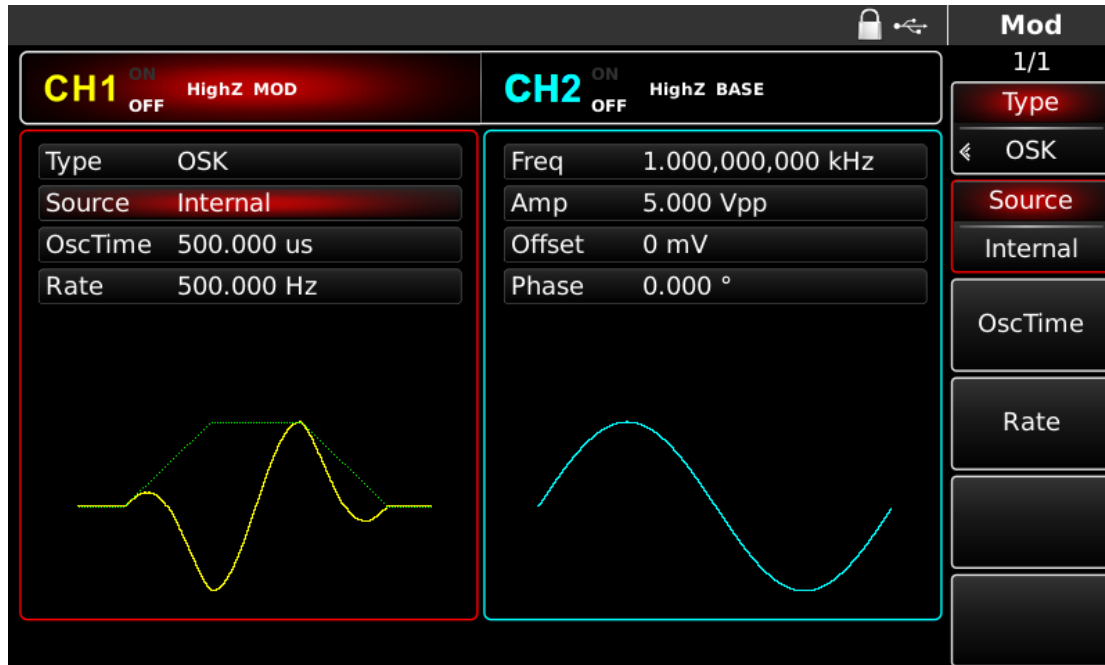 Mod
1/1
CH1 ON OFF HighZ MOD
CH2 ON OFF HighZ BASE
Type OSK
Source Internal
OscTime 500.000 us
Rate 500.000 Hz
Freq 1.000,000,000 kHz
Amp 5.000 Vpp
Offset 0 mV
Phase 0.000 °
Type
OSK
Source
Internal
OscTime
Rate